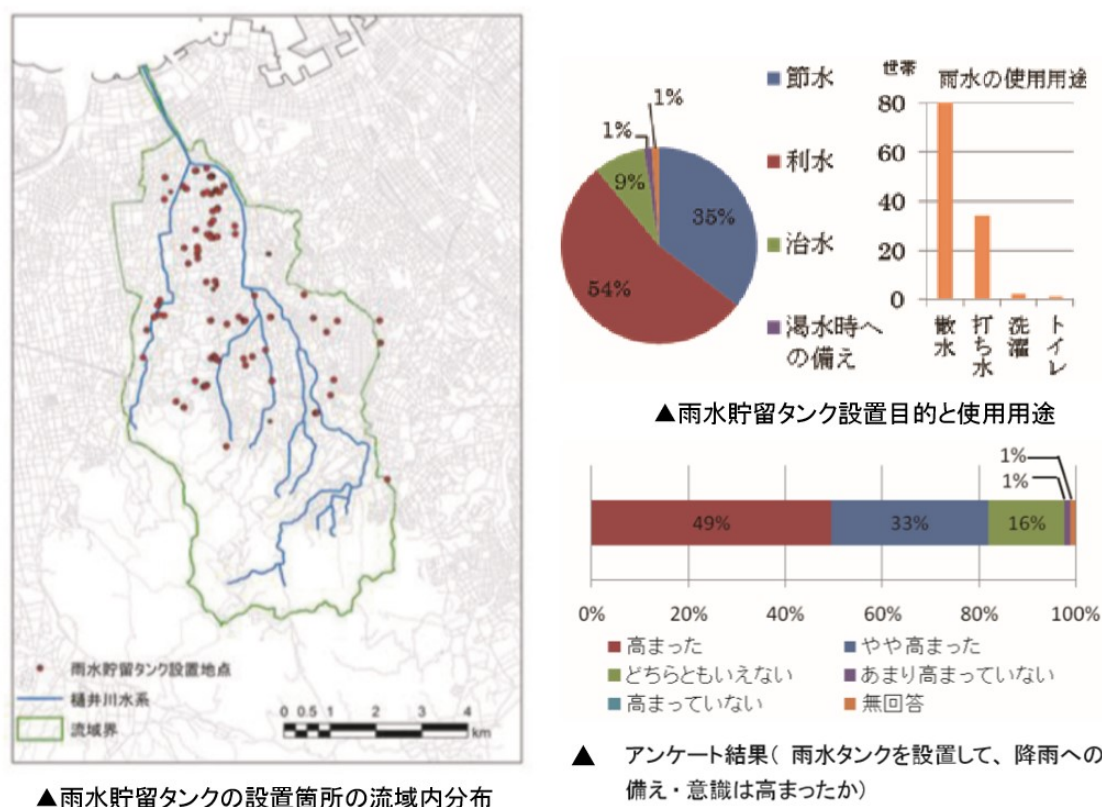 雨水貯留タンク設置地点
樋井川水系
流域界
0 0.5 1 2 3 4
km
▲雨水貯留タンクの設置箇所の流域内分布
1%
1%
9%
35%
54%
節水
利水
治水
渇水時へ
の備え
世帯
雨水の使用用途
80
60
40
20
0
散水
打ち水
洗濯
トイレ
▲雨水貯留タンク設置目的と使用用途
1%
1%
49%
33%
16%
0% 20% 40% 60% 80% 100%
高まった
やや高まった
どちらともいえない
あまり高まっていない
高まっていない
無回答
▲ アンケート結果( 雨水タンクを設置して、降雨への
備え・意識は高まったか)